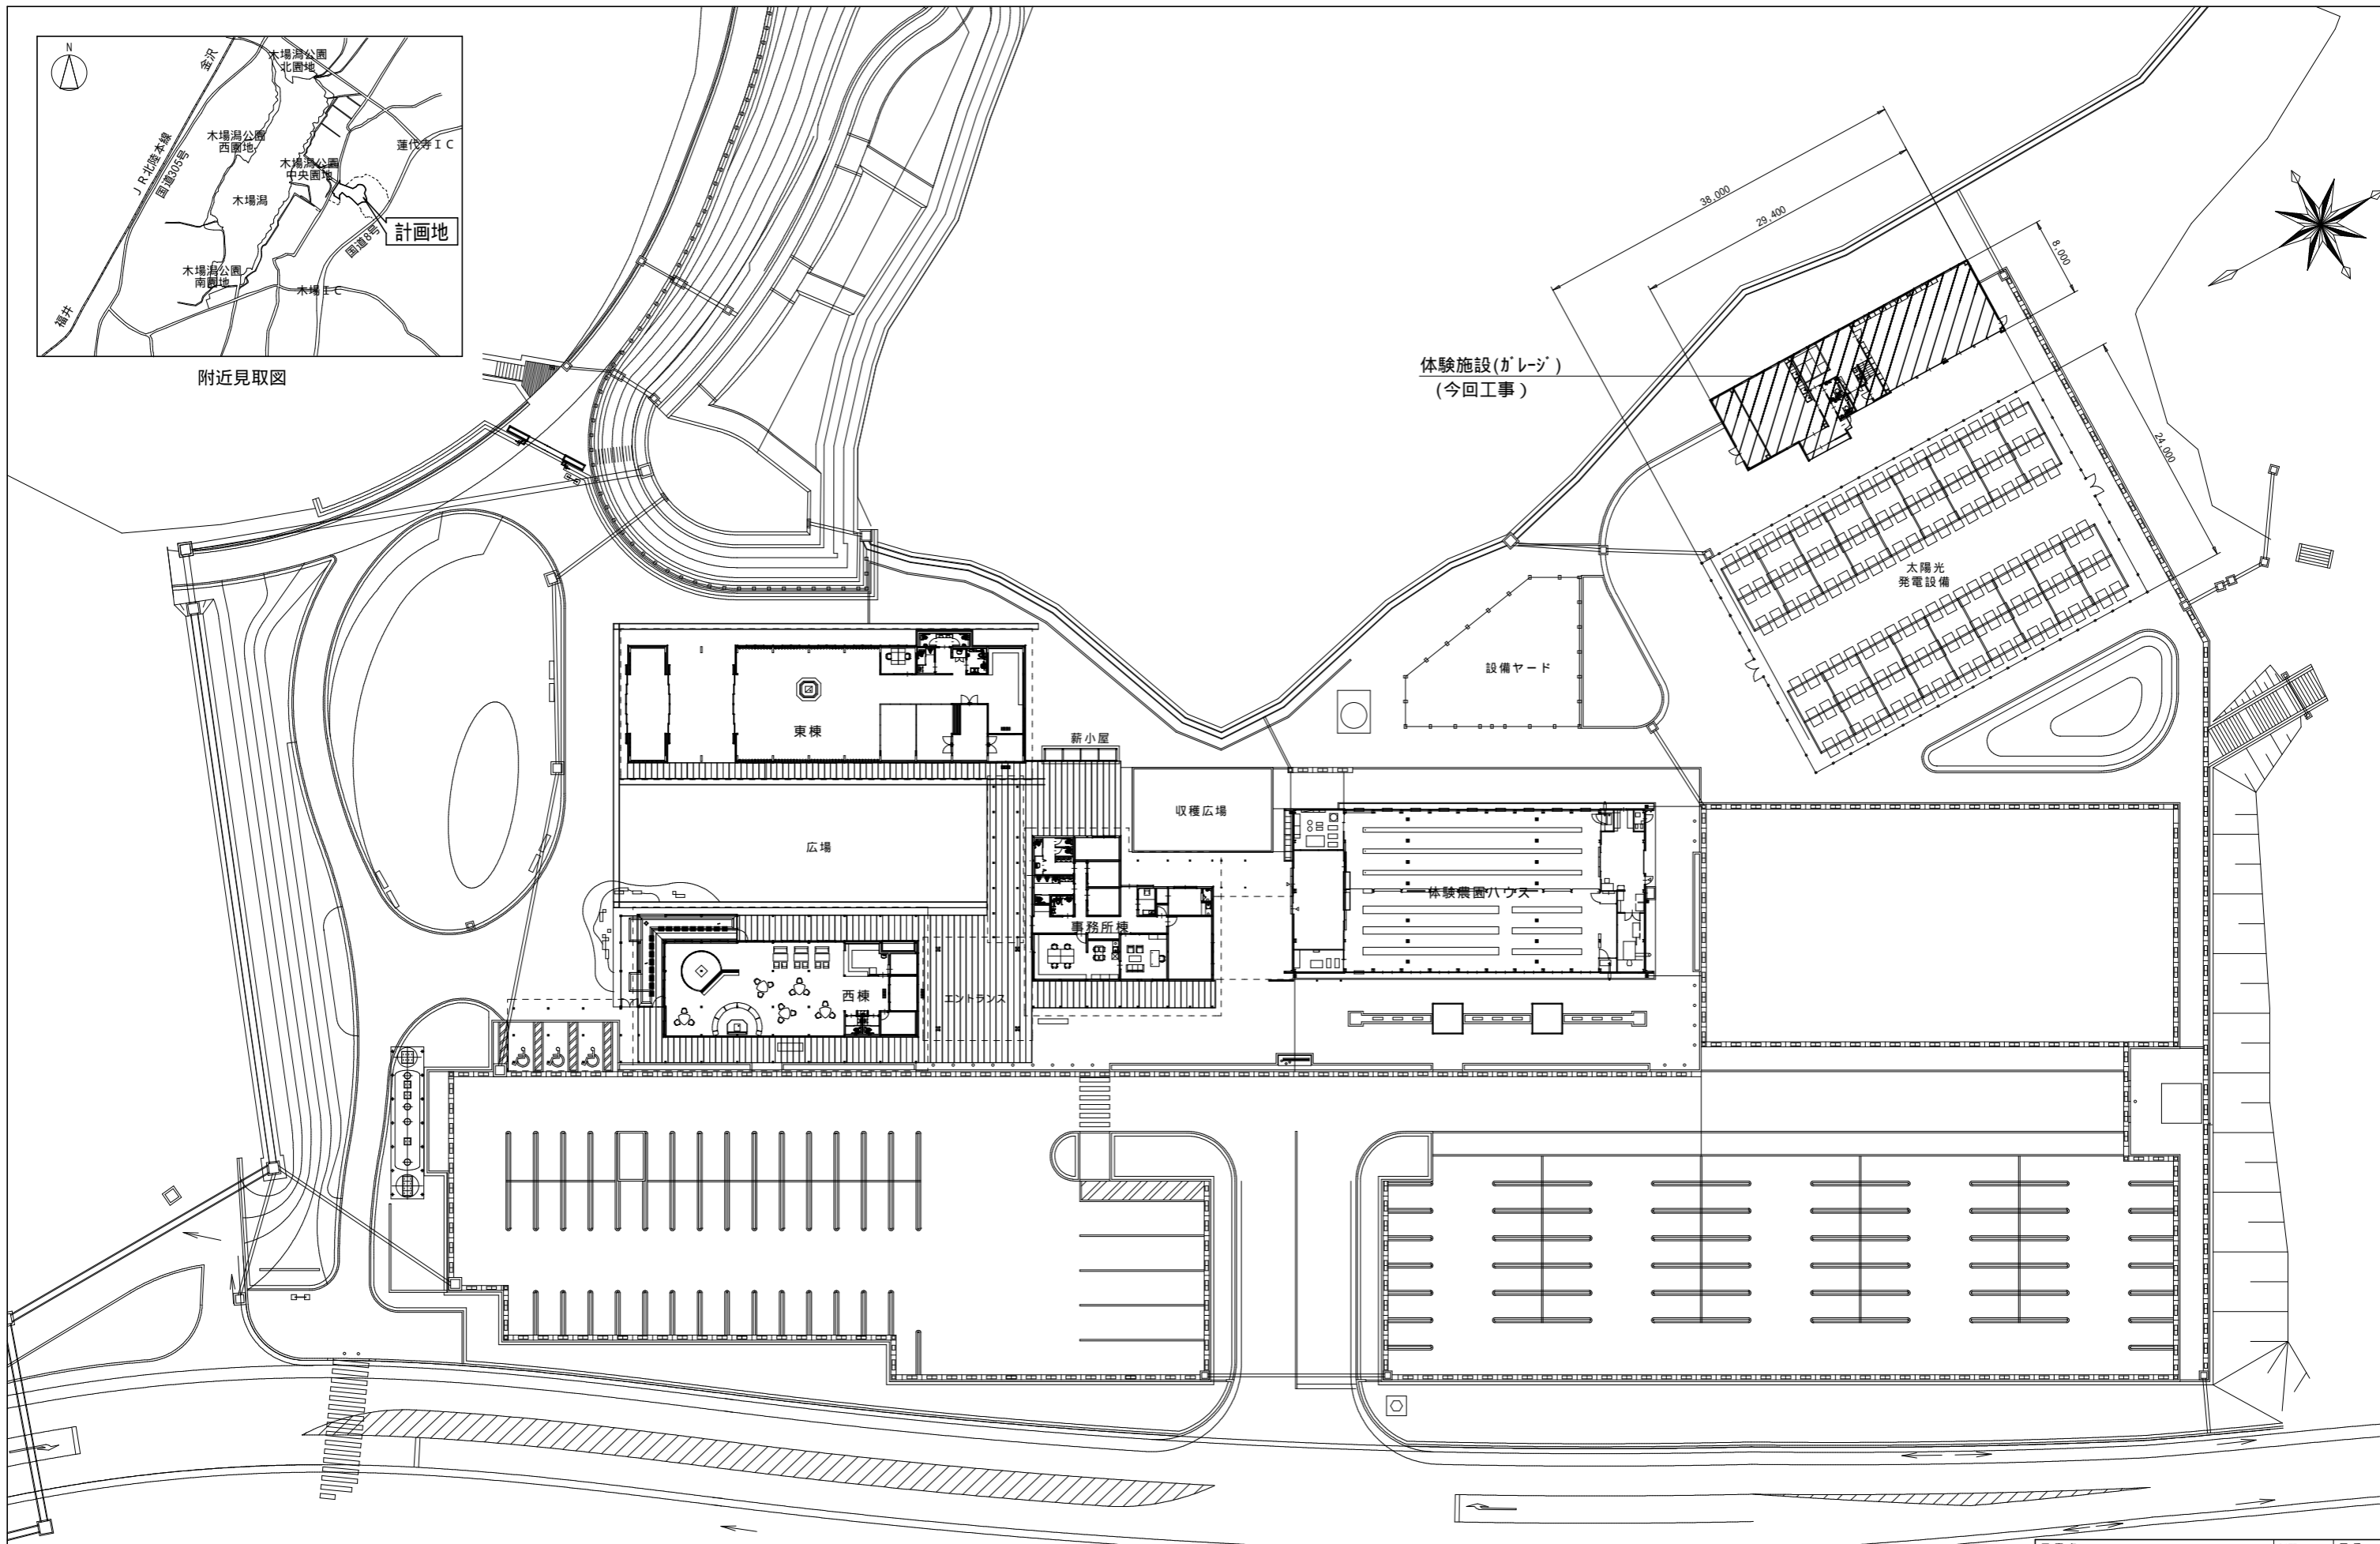 N
金沢
木場潟公園
北園地
蓮代寺ＩＣ
木場潟公園
西園地
ＪＲ北陸本線
国道305号
木場潟公園
中央園地
木場潟
計画地
国道8号
木場潟公園
南園地
木場ＩＣ
福井
附近見取図
38,000
29,400
8,000
体験施設(ｶﾞﾚｰｼﾞ)
(今回工事)
24,000
太陽光
発電設備
設備ヤード
東棟
薪小屋
収穫広場
広場
体験農園ハウス
事務所棟
西棟
エントランス